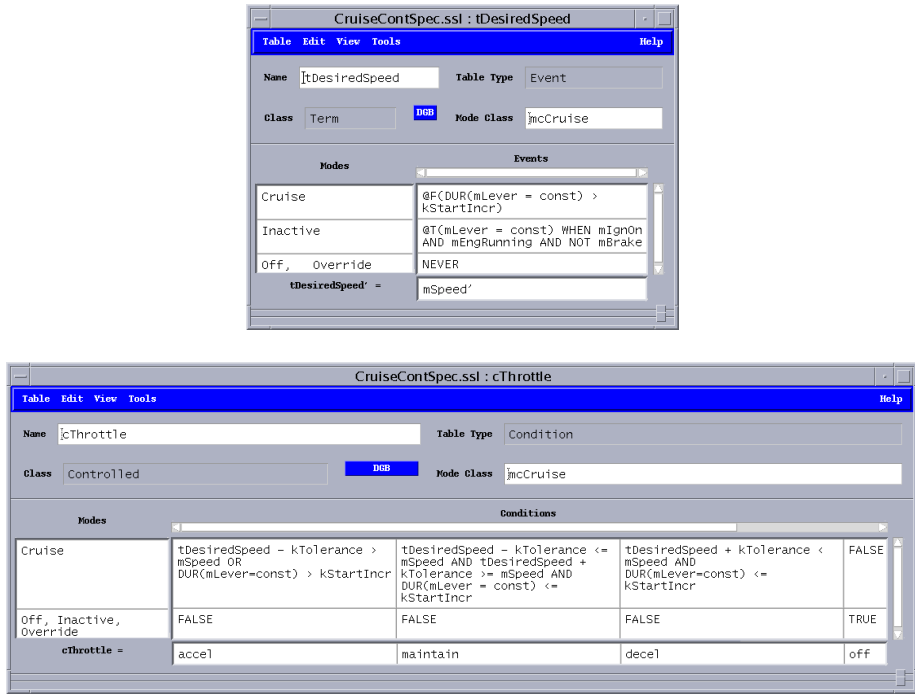 CruiseContSpec.ssl : tDesiredSpeed
Table Edit View Tools Help
Name tDesiredSpeed Table Type Event
Class Term DGB Mode Class mcCruise
Modes Events
Cruise @F(DUR(mLever = const) >
kStartIncr)
Inactive @T(mLever = const) WHEN mIgnOn
AND mEngRunning AND NOT mBrake
Off, Override NEVER
tDesiredSpeed' = mSpeed'
CruiseContSpec.ssl : cThrottle
Table Edit View Tools Help
Name cThrottle Table Type Condition
Class Controlled DGB Mode Class mcCruise
Modes Conditions
Cruise
tDesiredSpeed - kTolerance >
mSpeed OR
DUR(mLever=const) > kStartIncr
tDesiredSpeed - kTolerance <=
mSpeed AND tDesiredSpeed +
kTolerance >= mSpeed AND
DUR(mLever = const) <=
kStartIncr
tDesiredSpeed + kTolerance <
mSpeed AND
DUR(mLever=const) <=
kStartIncr
FALSE
Off, Inactive,
Override
FALSE FALSE FALSE TRUE
cThrottle = accel maintain decel off